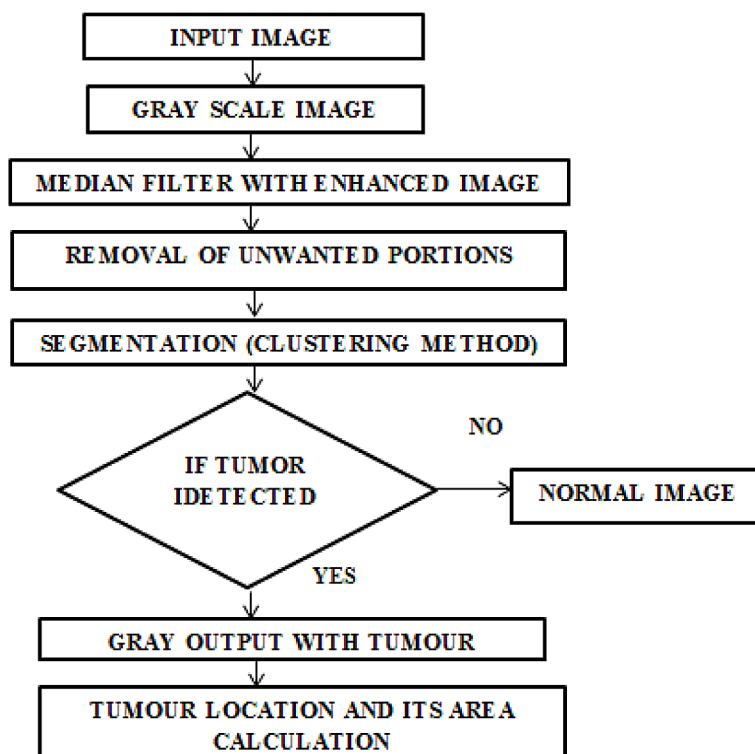 INPUT IMAGE
GRAY SCALE IMAGE
MEDIAN FILTER WITH ENHANCED IMAGE
REMOVAL OF UNWANTED PORTIONS
SEGMENTATION (CLUSTERING METHOD)
NO
IF TUMOR
IDETECTED
NORMAL IMAGE
YES
GRAY OUTPUT WITH TUMOUR
TUMOUR LOCATION AND ITS AREA
CALCULATION